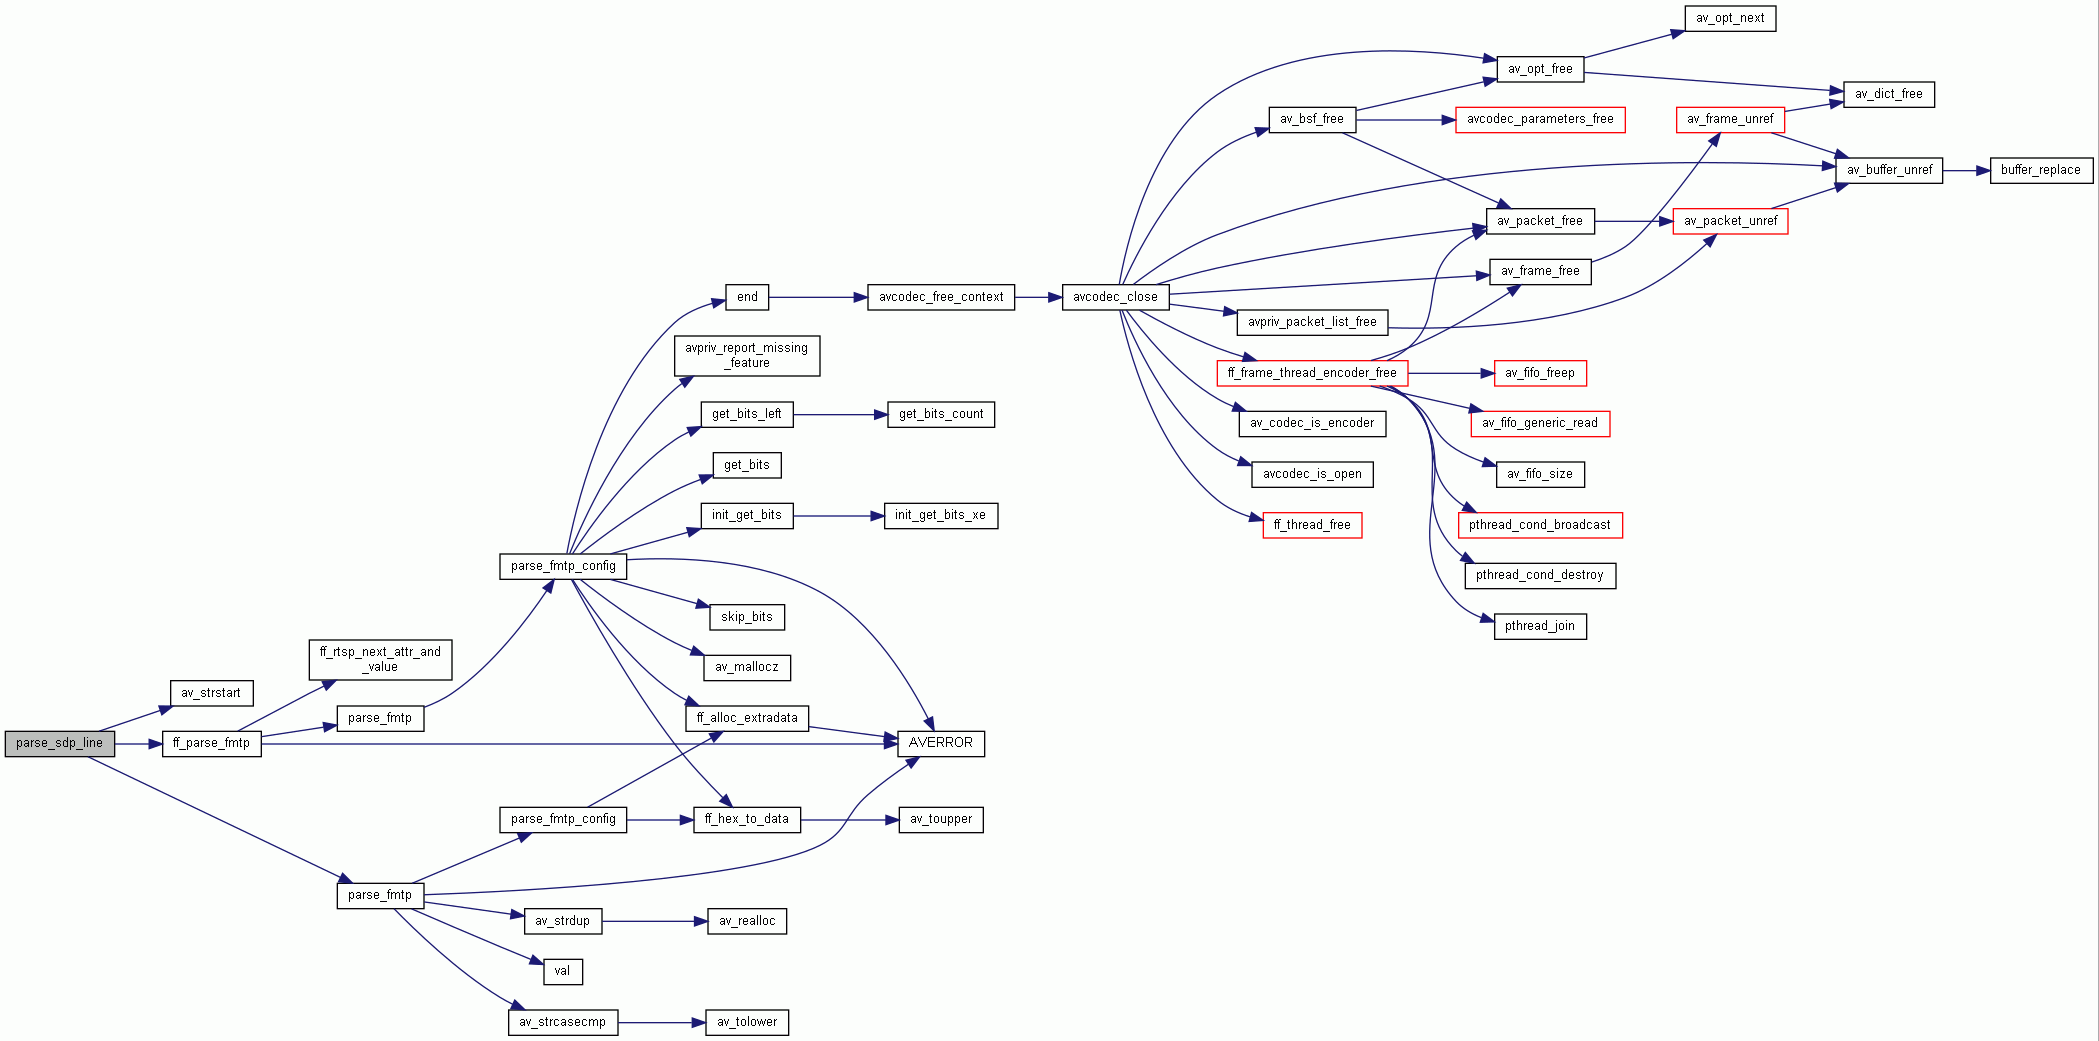 av_opt_next
av_opt_free
av_dict_free
av_bsf_free
avcodec_parameters_free
av_frame_unref
av_buffer_unref
buffer_replace
av_packet_free
av_packet_unref
av_frame_free
end
avcodec_free_context
avcodec_close
avpriv_packet_list_free
avpriv_report_missing
_feature
ff_frame_thread_encoder_free
av_fifo_freep
get_bits_left
get_bits_count
av_codec_is_encoder
av_fifo_generic_read
get_bits
avcodec_is_open
av_fifo_size
init_get_bits
init_get_bits_xe
ff_thread_free
pthread_cond_broadcast
parse_fmtp_config
pthread_cond_destroy
skip_bits
pthread_join
ff_rtsp_next_attr_and
_value
av_mallocz
av_strstart
parse_fmtp
ff_alloc_extradata
parse_sdp_line
ff_parse_fmtp
AVERROR
parse_fmtp_config
ff_hex_to_data
av_toupper
parse_fmtp
av_strdup
av_realloc
val
av_strcasecmp
av_tolower